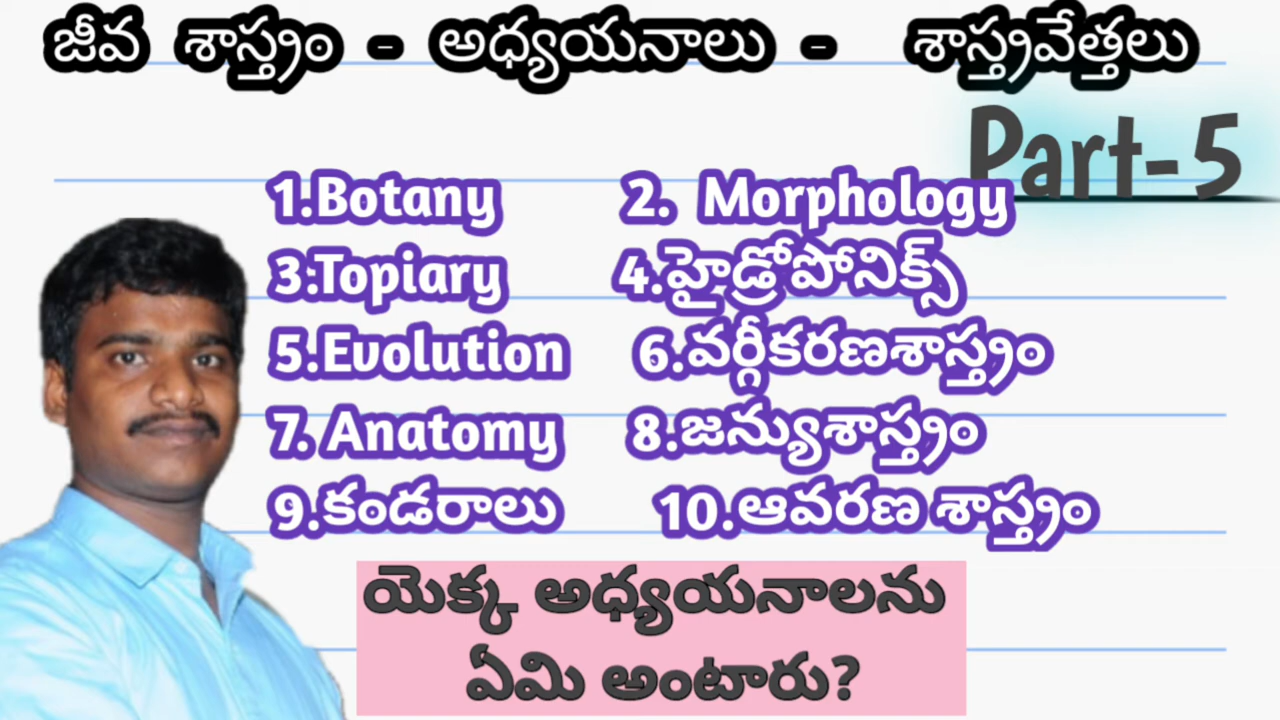 జీవ శాస్త్రం - అధ్యయనాలు - శాస్త్రవేత్తలు
Part-5
1.Botany 2. Morphology
3.Topiary 4.హైడ్రోపోనిక్స్
5.Evolution 6.వర్గీకరణశాస్త్రం
7. Anatomy 8.జన్యుశాస్త్రం
9.కండరాలు 10.ఆవరణ శాస్త్రం
యెక్క అధ్యయనాలను
ఏమి అంటారు?